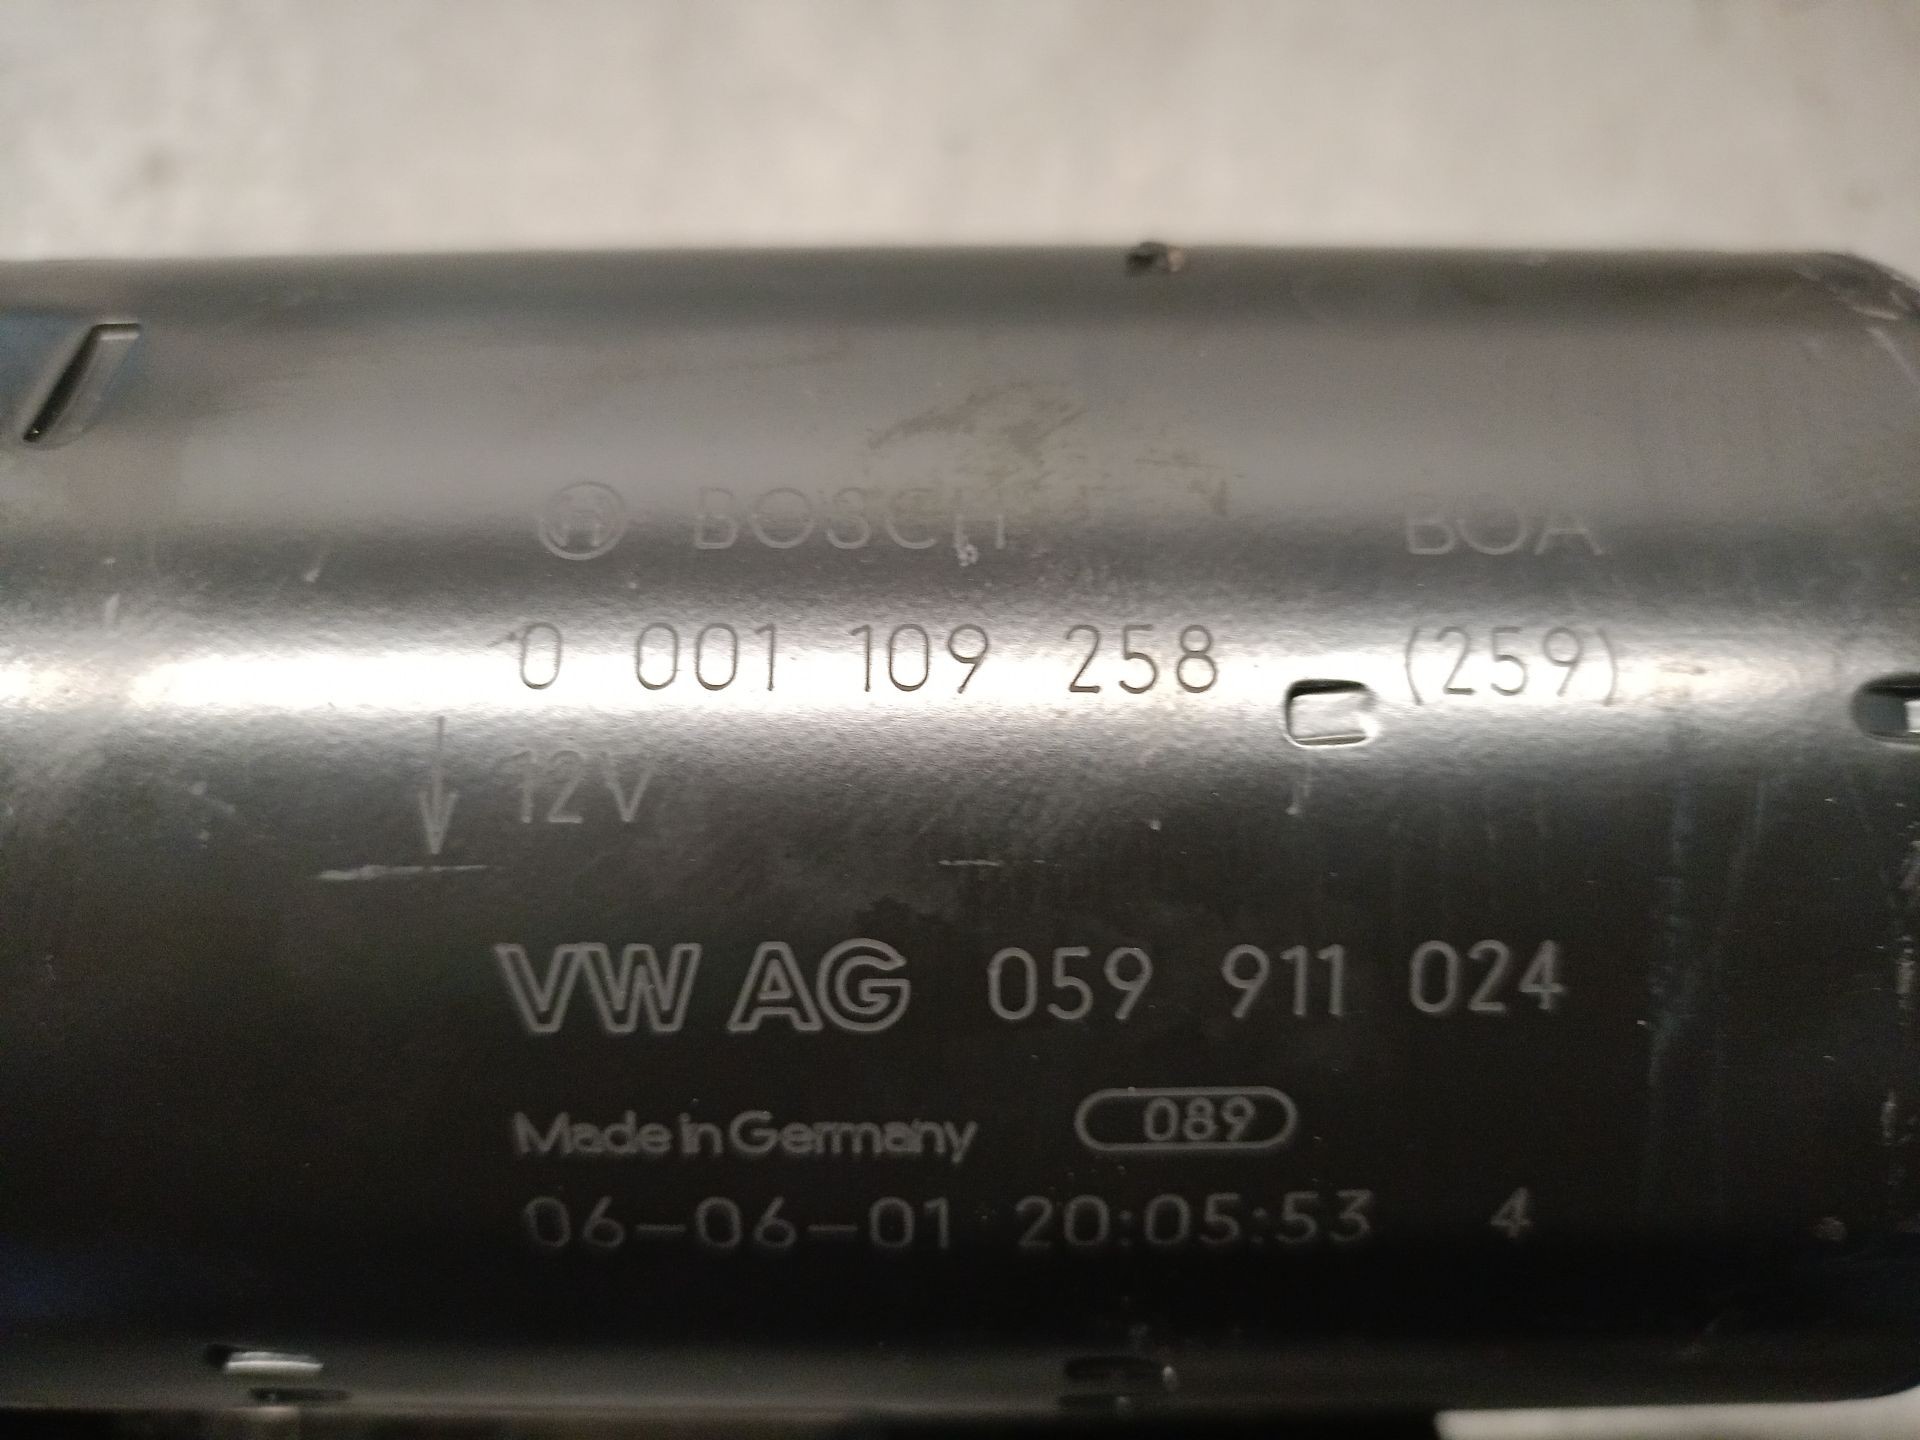 BOSCH BOA
0 001 109 258 (259)
12V
VW AG 059 911 024
Made in Germany 089
06-06-01 20:05:53 4